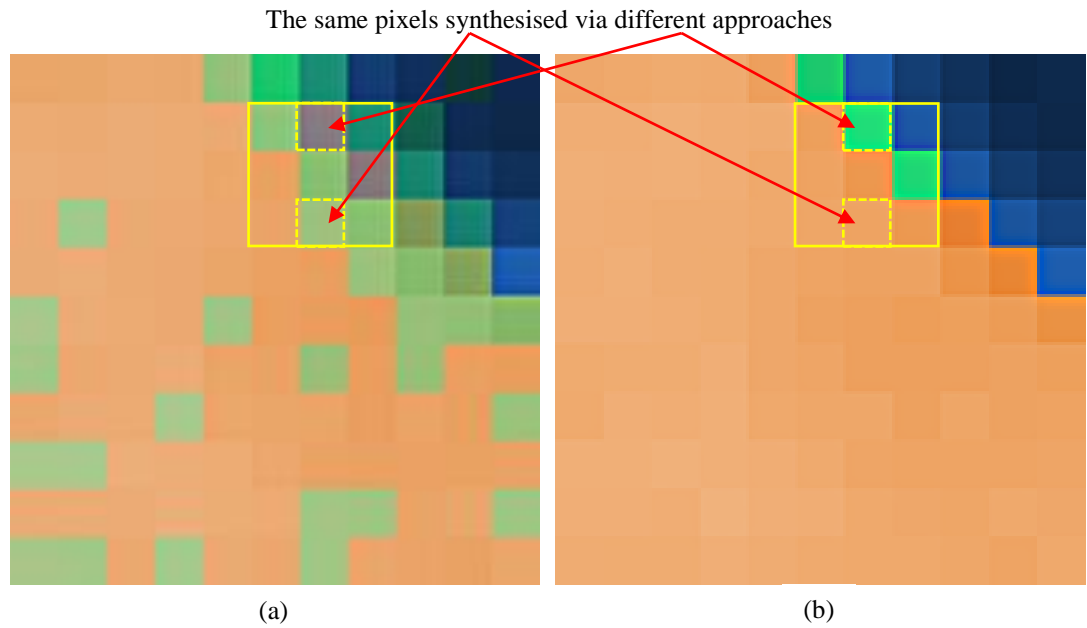 The same pixels synthesised via different approaches
(a)
(b)